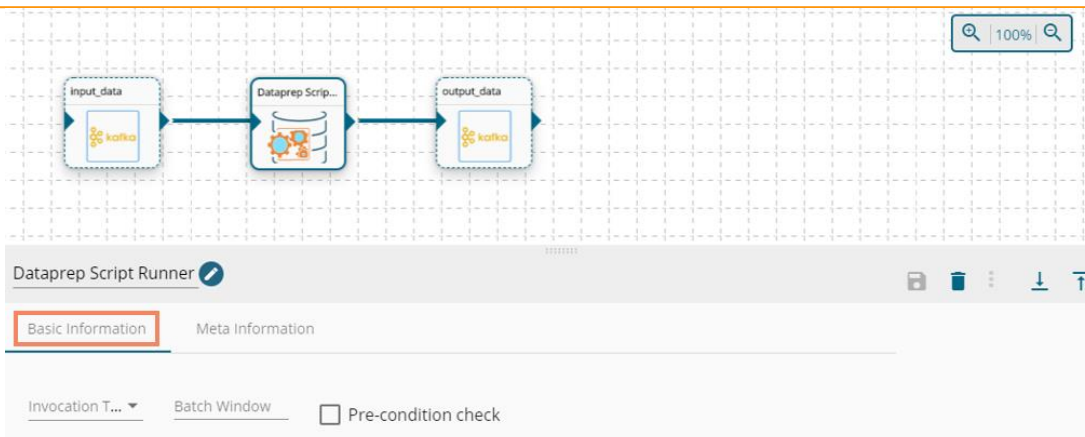 100%
input_data
Dataprep Scrip...
output_data
kafka
kafka
Dataprep Script Runner
Basic Information
Meta Information
Invocation T...
Batch Window
Pre-condition check